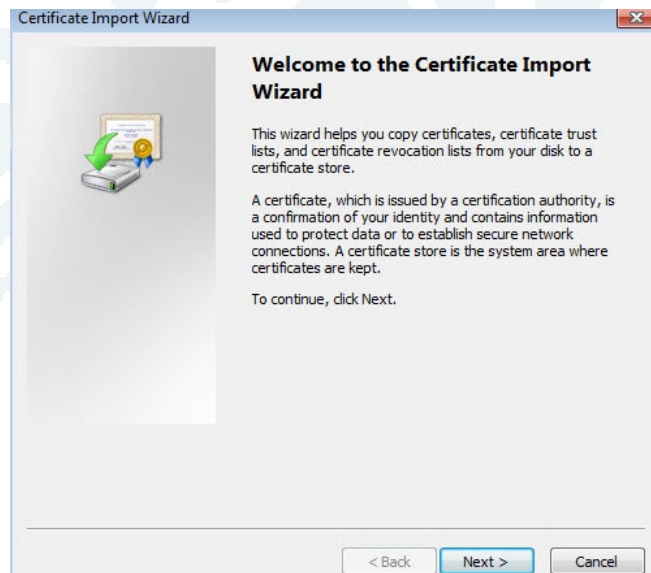 Certificate Import Wizard
Welcome to the Certificate Import
Wizard
This wizard helps you copy certificates, certificate trust
lists, and certificate revocation lists from your disk to a
certificate store.
A certificate, which is issued by a certification authority, is
a confirmation of your identity and contains information
used to protect data or to establish secure network
connections. A certificate store is the system area where
certificates are kept.
To continue, click Next.
< Back Next > Cancel